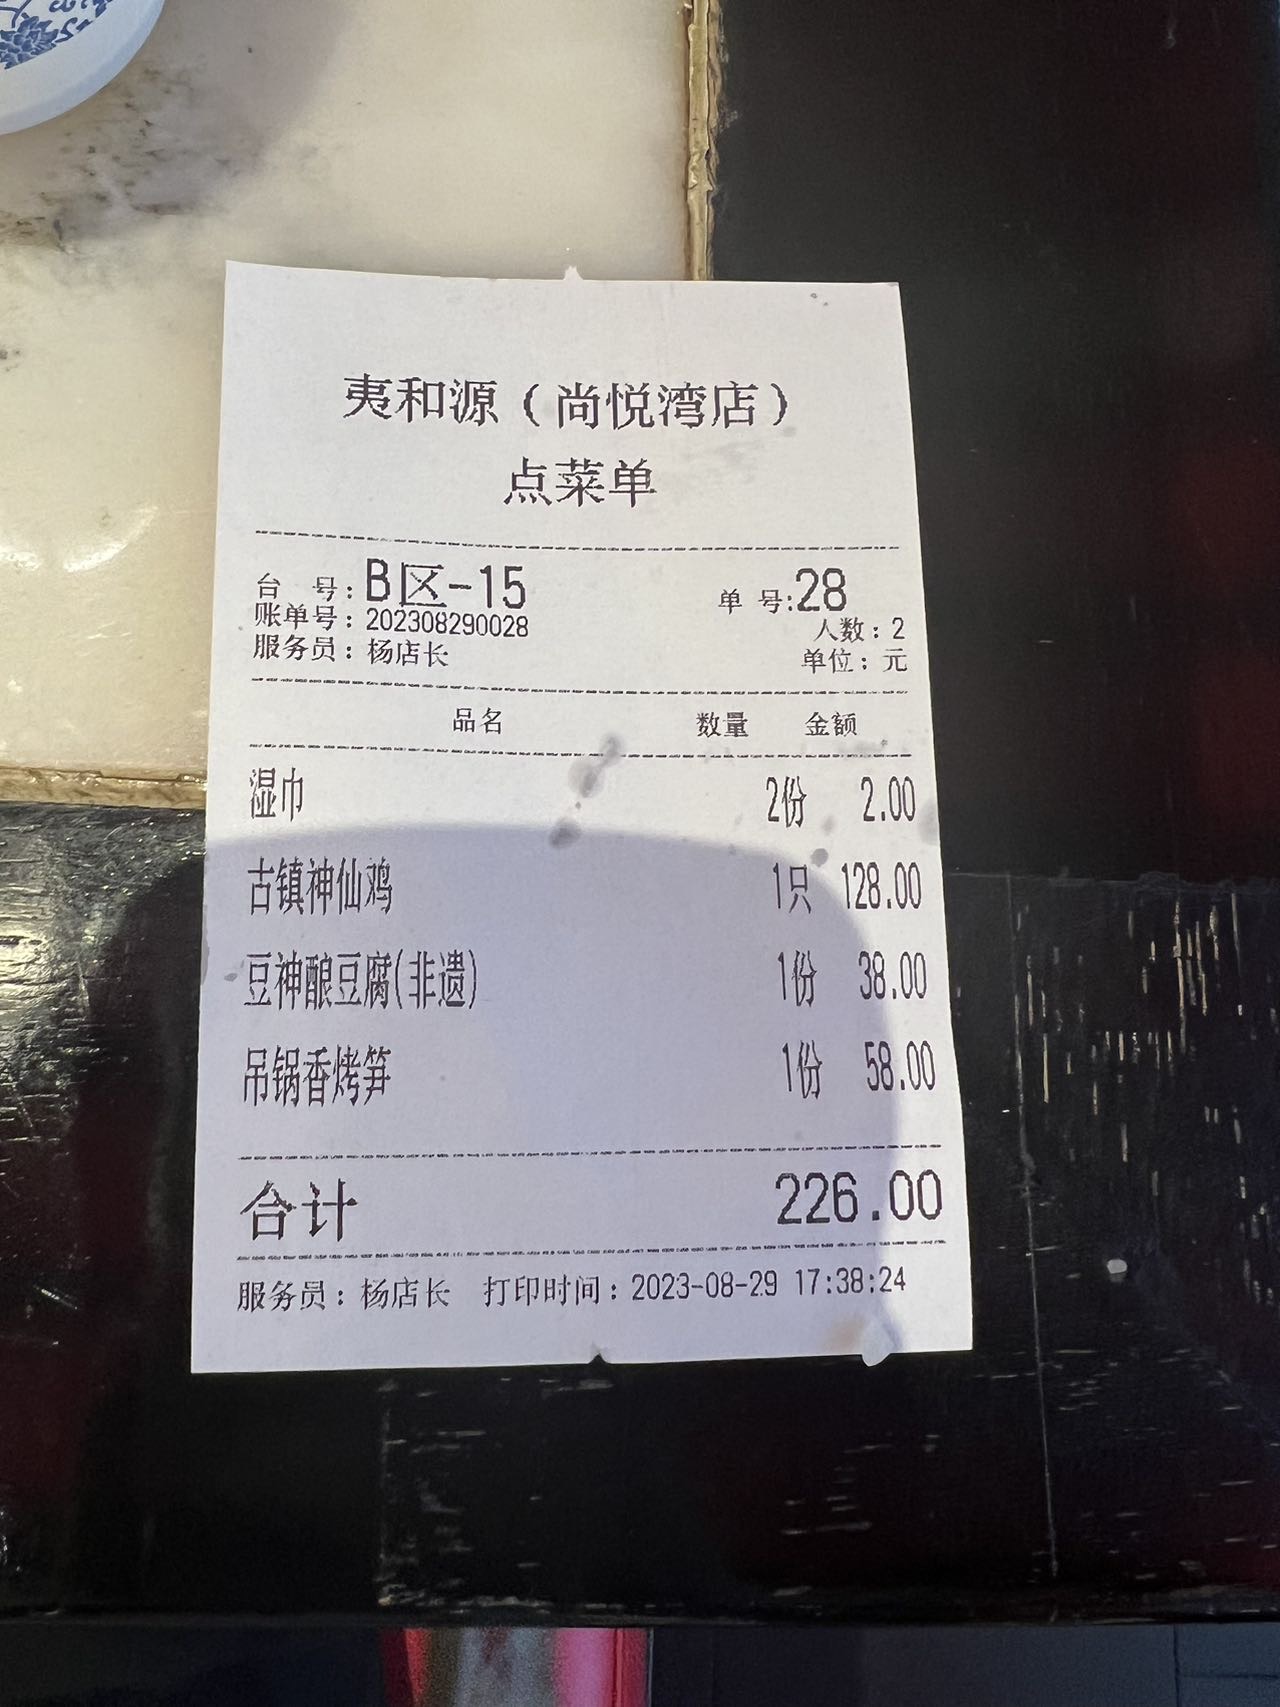 夷和源（尚悦湾店）
点菜单
台 号：B区-15 单 号:28
账单号：202308290028 人数：2
服务员：杨店长 单位：元
品名 数量 金额
湿巾 2份 2.00
古镇神仙鸡 1只 128.00
豆神酿豆腐(非遗) 1份 38.00
吊锅香烤笋 1份 58.00
合计 226.00
服务员：杨店长 打印时间：2023-08-29 17:38:24